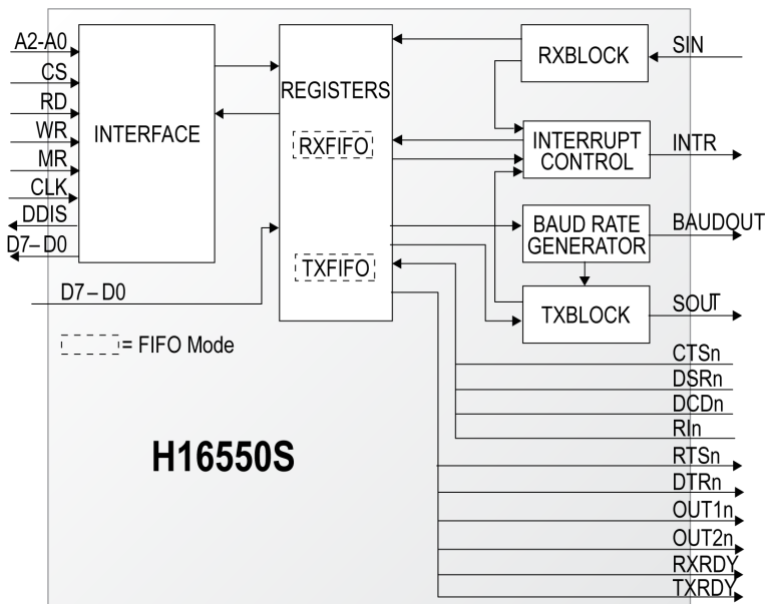 A2-A0
CS
RD
WR
MR
CLK
DDIS
D7–D0
INTERFACE
D7–D0
= FIFO Mode
REGISTERS
RXFIFO
TXFIFO
RXBLOCK
INTERRUPT
CONTROL
BAUD RATE
GENERATOR
TXBLOCK
SIN
INTR
BAUDOUT
SOUT
CTSn
DSRn
DCDn
RIn
RTSn
DTRn
OUT1n
OUT2n
RXRDY
TXRDY
H16550S